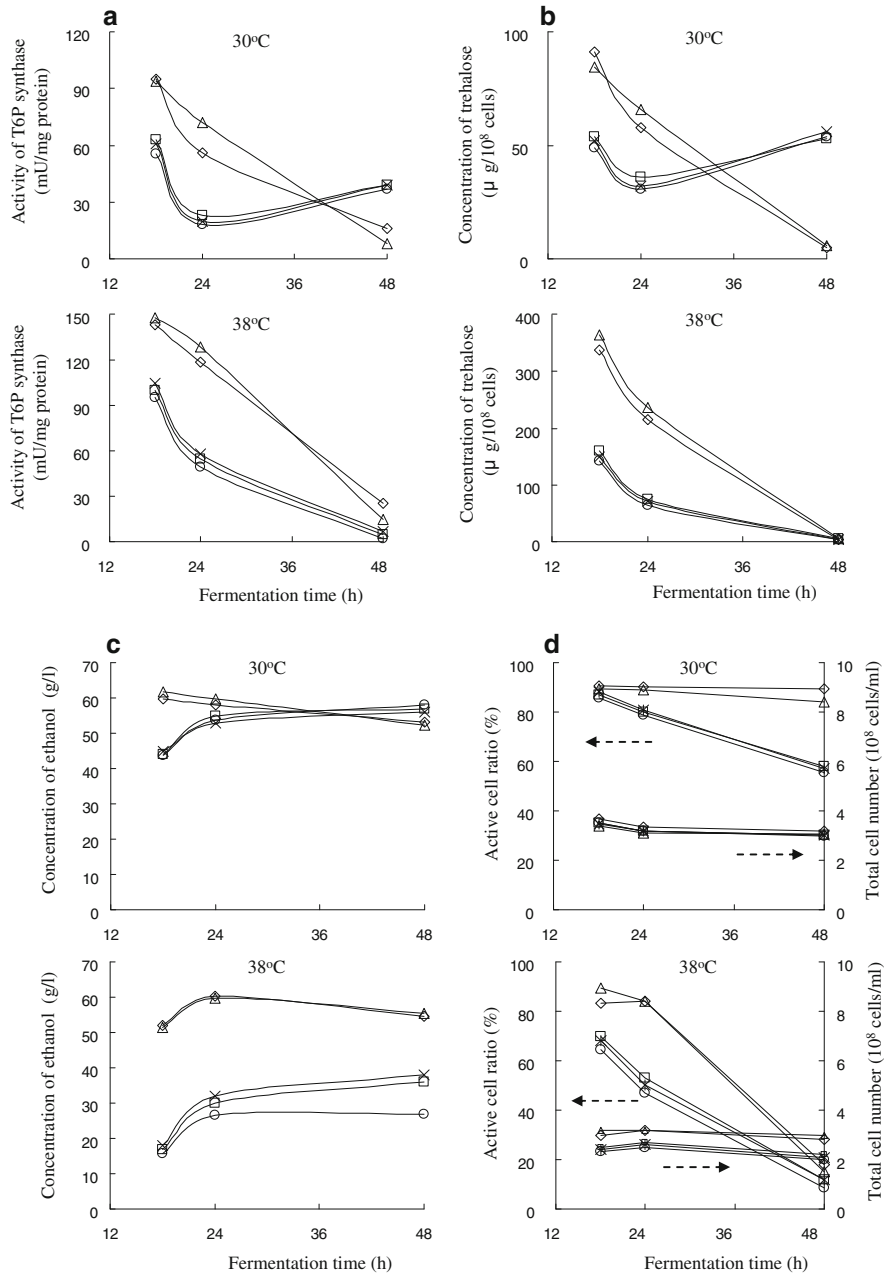 a
30°C
Activity of T6P synthase
(mU/mg protein)
120
90
60
30
0
12 24 36 48
38°C
Activity of T6P synthase
(mU/mg protein)
150
120
90
60
30
0
12 24 36 48
Fermentation time (h)
b
30°C
Concentration of trehalose
(μ g/10⁸ cells)
100
50
0
12 24 36 48
38°C
Concentration of trehalose
(μ g/10⁸ cells)
400
300
200
100
0
12 24 36 48
Fermentation time (h)
c
30°C
Concentration of ethanol (g/l)
70
60
50
40
30
20
10
0
12 24 36 48
38°C
Concentration of ethanol (g/l)
70
60
50
40
30
20
10
0
12 24 36 48
Fermentation time (h)
d
30°C
Active cell ratio (%)
100
80
60
40
20
0
Total cell number (10⁸ cells/ml)
10
8
6
4
2
0
12 24 36 48
38°C
Active cell ratio (%)
100
80
60
40
20
0
Total cell number (10⁸ cells/ml)
10
8
6
4
2
0
12 24 36 48
Fermentation time (h)